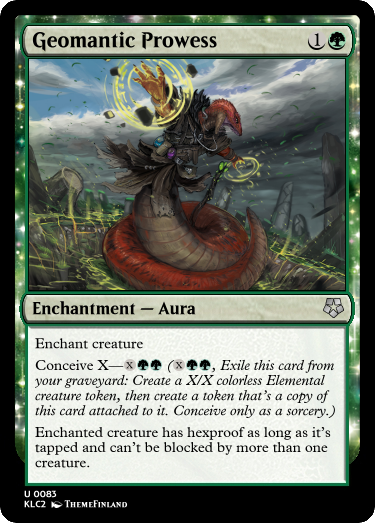 Geomantic Prowess 1
Enchantment — Aura
Enchant creature
Conceive X—X (X, Exile this card from
your graveyard: Create a X/X colorless Elemental
creature token, then create a token that's a copy of
this card attached to it. Conceive only as a sorcery.)
Enchanted creature has hexproof as long as it's
tapped and can't be blocked by more than one
creature.
U 0083
KLC2 ThemeFinland